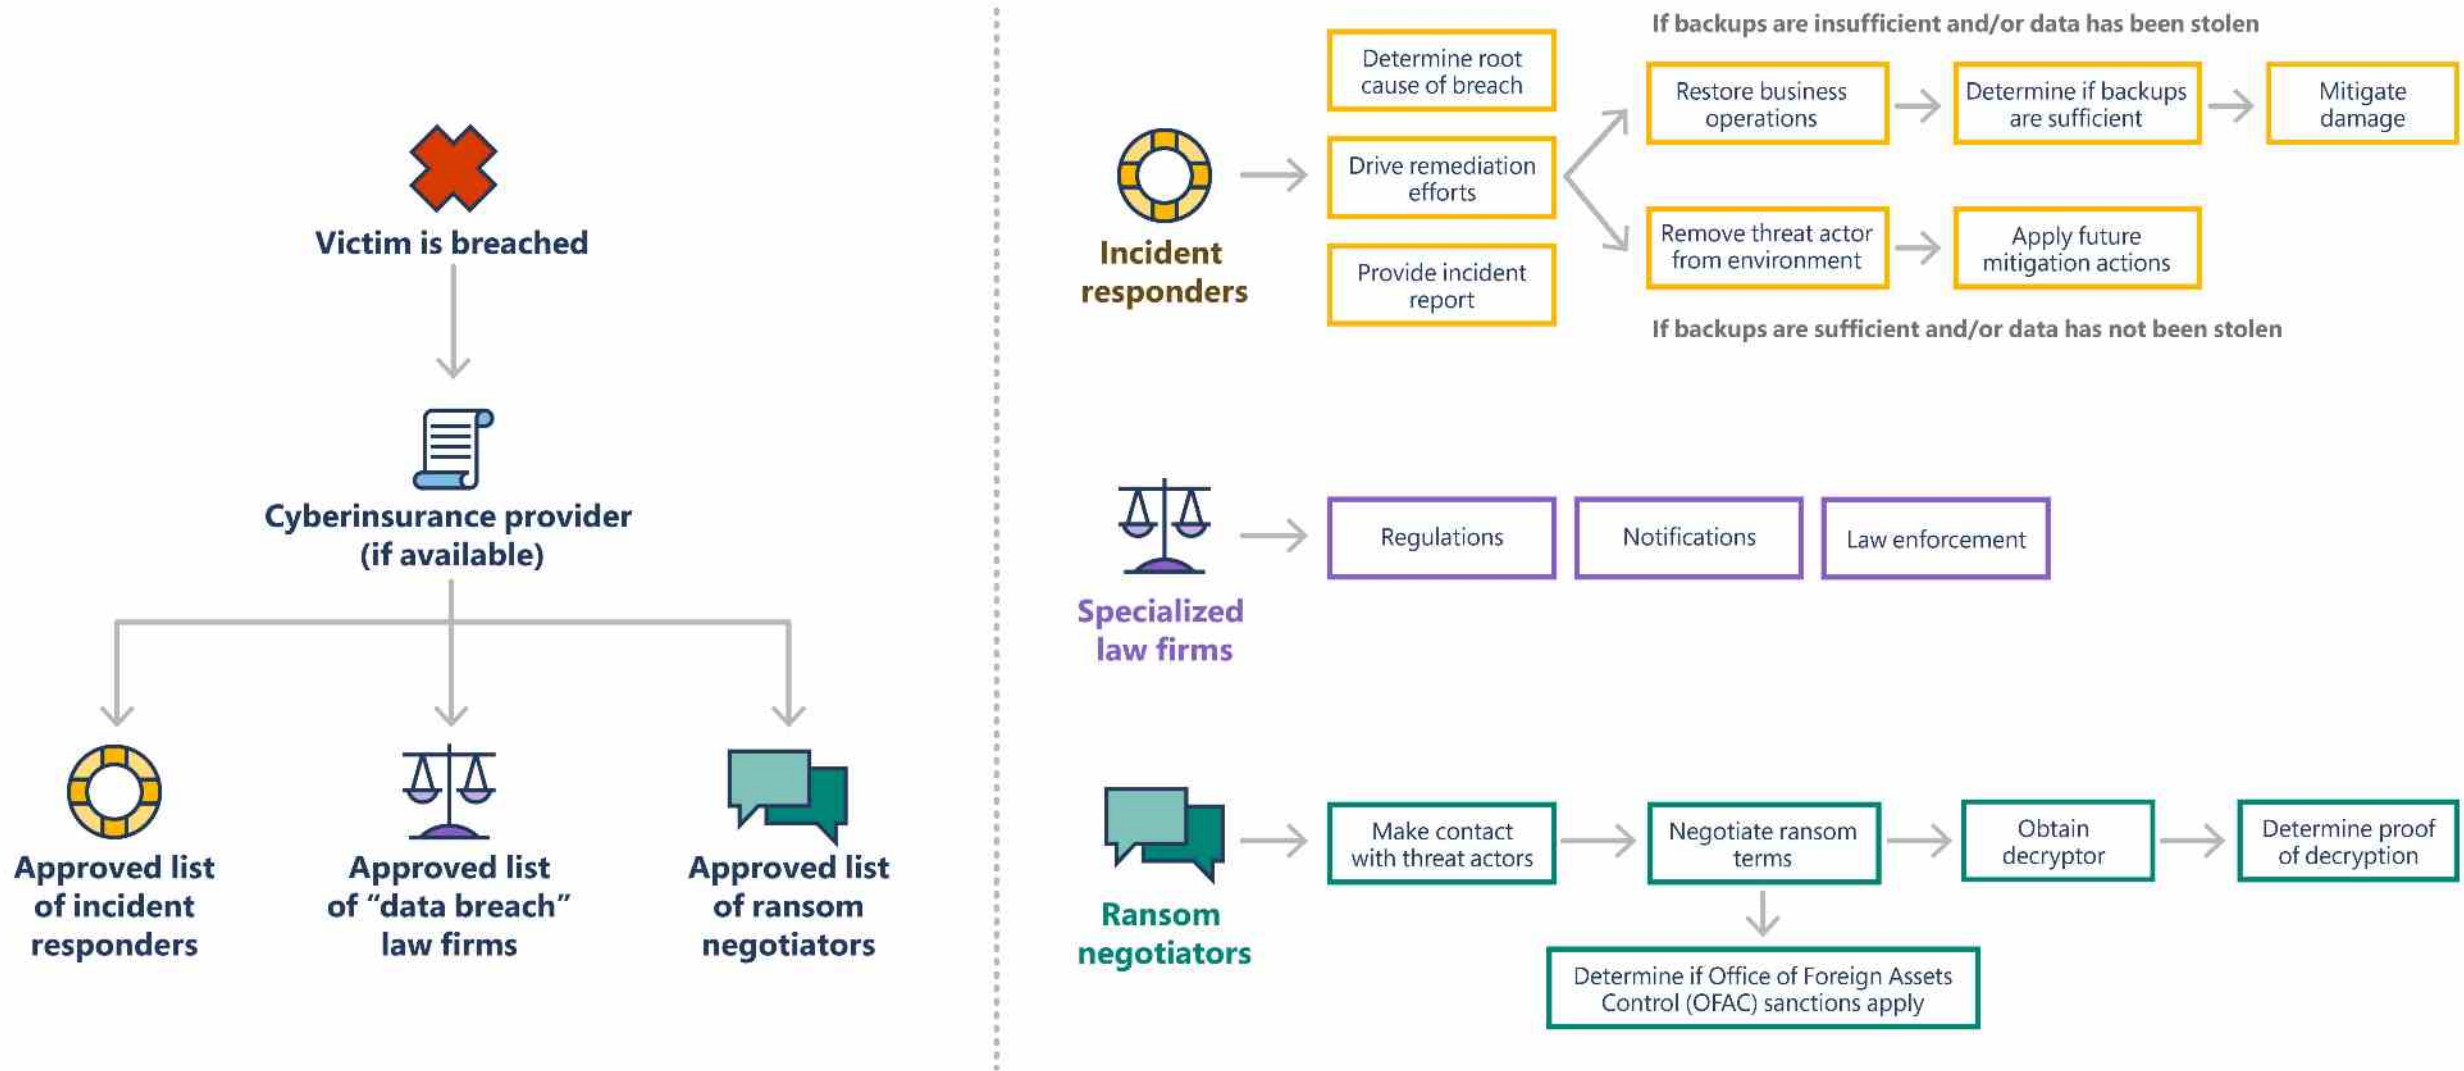 Victim is breached
Cyberinsurance provider
(if available)
Approved list
of incident
responders
Approved list
of “data breach”
law firms
Approved list
of ransom
negotiators
Incident
responders
Determine root
cause of breach
Drive remediation
efforts
Provide incident
report
If backups are insufficient and/or data has been stolen
Restore business
operations
Determine if backups
are sufficient
Mitigate
damage
Remove threat actor
from environment
Apply future
mitigation actions
If backups are sufficient and/or data has not been stolen
Specialized
law firms
Regulations
Notifications
Law enforcement
Ransom
negotiators
Make contact
with threat actors
Negotiate ransom
terms
Obtain
decryptor
Determine proof
of decryption
Determine if Office of Foreign Assets
Control (OFAC) sanctions apply